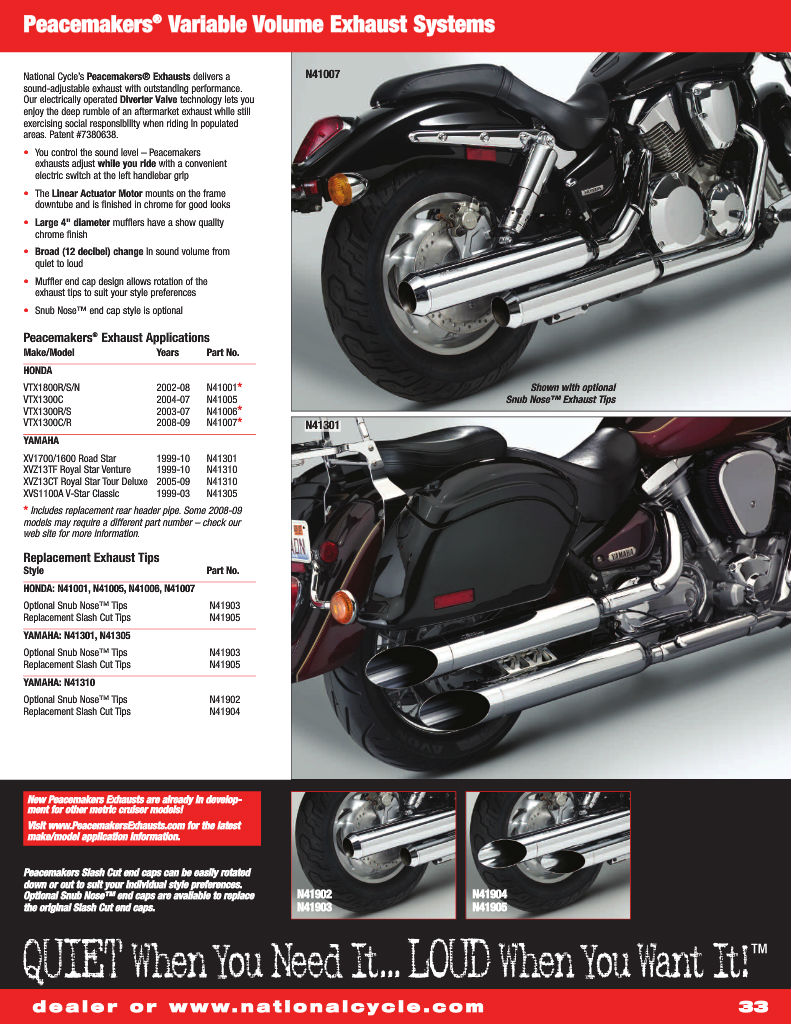 Peacemakers® Variable Volume Exhaust Systems
National Cycle's Peacemakers® Exhausts delivers a
sound-adjustable exhaust with outstanding performance.
Our electrically operated Diverter Valve technology lets you
enjoy the deep rumble of an aftermarket exhaust while still
exercising social responsibility when riding in populated
areas. Patent #7380638.
• You control the sound level – Peacemakers
exhausts adjust while you ride with a convenient
electric switch at the left handlebar grip
• The Linear Actuator Motor mounts on the frame
downtube and is finished in chrome for good looks
• Large 4" diameter mufflers have a show quality
chrome finish
• Broad (12 decibel) change in sound volume from
quiet to loud
• Muffler end cap design allows rotation of the
exhaust tips to suit your style preferences
• Snub Nose™ end cap style is optional
Peacemakers® Exhaust Applications
Make/Model Years Part No.
HONDA
VTX1800R/S/N 2002-08 N41001*
VTX1300C 2004-07 N41005
VTX1300R/S 2003-07 N41006*
VTX1300C/R 2008-09 N41007*
YAMAHA
XV1700/1600 Road Star 1999-10 N41301
XVZ13TF Royal Star Venture 1999-10 N41310
XVZ13CT Royal Star Tour Deluxe 2005-09 N41310
XVS1100A V-Star Classic 1999-03 N41305
* Includes replacement rear header pipe. Some 2008-09
models may require a different part number – check our
web site for more information.
Replacement Exhaust Tips
Style Part No.
HONDA: N41001, N41005, N41006, N41007
Optional Snub Nose™ Tips N41903
Replacement Slash Cut Tips N41905
YAMAHA: N41301, N41305
Optional Snub Nose™ Tips N41903
Replacement Slash Cut Tips N41905
YAMAHA: N41310
Optional Snub Nose™ Tips N41902
Replacement Slash Cut Tips N41904
N41007
Shown with optional
Snub Nose™ Exhaust Tips
N41301
YAMAHA
New Peacemakers Exhausts are already in develop-
ment for other metric cruiser models!
Visit www.PeacemakersExhausts.com for the latest
make/model application information.
Peacemakers Slash Cut end caps can be easily rotated
down or out to suit your individual style preferences.
Optional Snub Nose™ end caps are available to replace
the original Slash Cut end caps.
N41902
N41903
N41904
N41905
QUIET When You Need It... LOUD When You Want It!™
dealer or www.nationalcycle.com
33